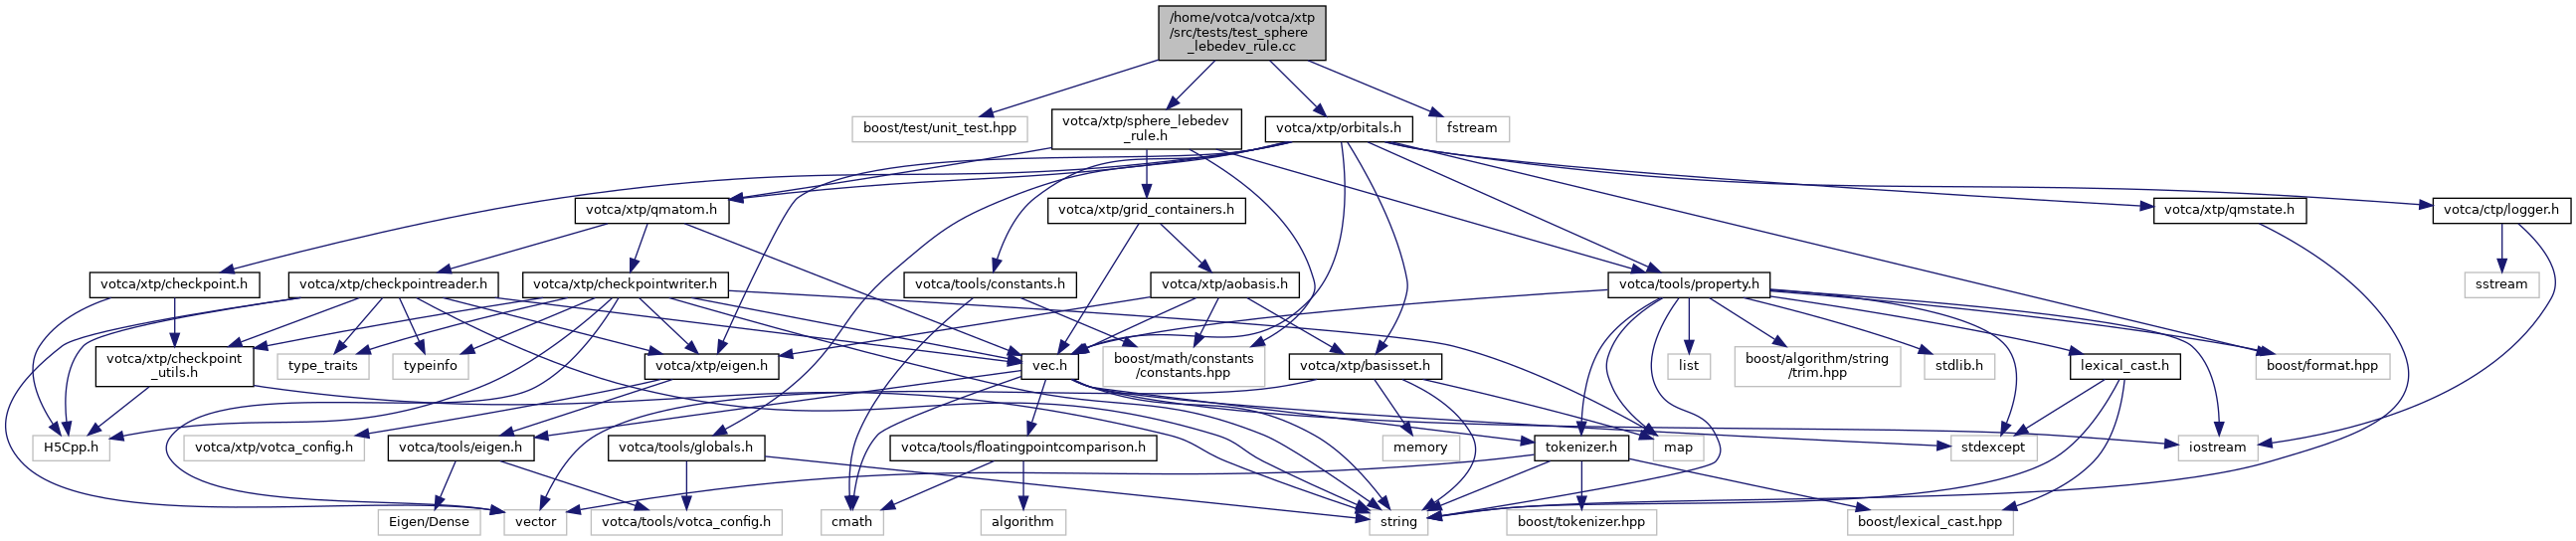 /home/votca/votca/xtp
/src/tests/test_sphere
_lebedev_rule.cc
boost/test/unit_test.hpp
votca/xtp/sphere_lebedev
_rule.h
votca/xtp/orbitals.h
fstream
votca/xtp/qmatom.h
votca/xtp/grid_containers.h
votca/xtp/qmstate.h
votca/ctp/logger.h
votca/xtp/checkpoint.h
votca/xtp/checkpointreader.h
votca/xtp/checkpointwriter.h
votca/tools/constants.h
votca/xtp/aobasis.h
votca/tools/property.h
sstream
votca/xtp/checkpoint
_utils.h
type_traits
typeinfo
votca/xtp/eigen.h
vec.h
boost/math/constants
/constants.hpp
votca/xtp/basisset.h
list
boost/algorithm/string
/trim.hpp
stdlib.h
lexical_cast.h
boost/format.hpp
H5Cpp.h
votca/xtp/votca_config.h
votca/tools/eigen.h
votca/tools/globals.h
votca/tools/floatingpointcomparison.h
memory
tokenizer.h
map
stdexcept
iostream
Eigen/Dense
vector
votca/tools/votca_config.h
cmath
algorithm
string
boost/tokenizer.hpp
boost/lexical_cast.hpp